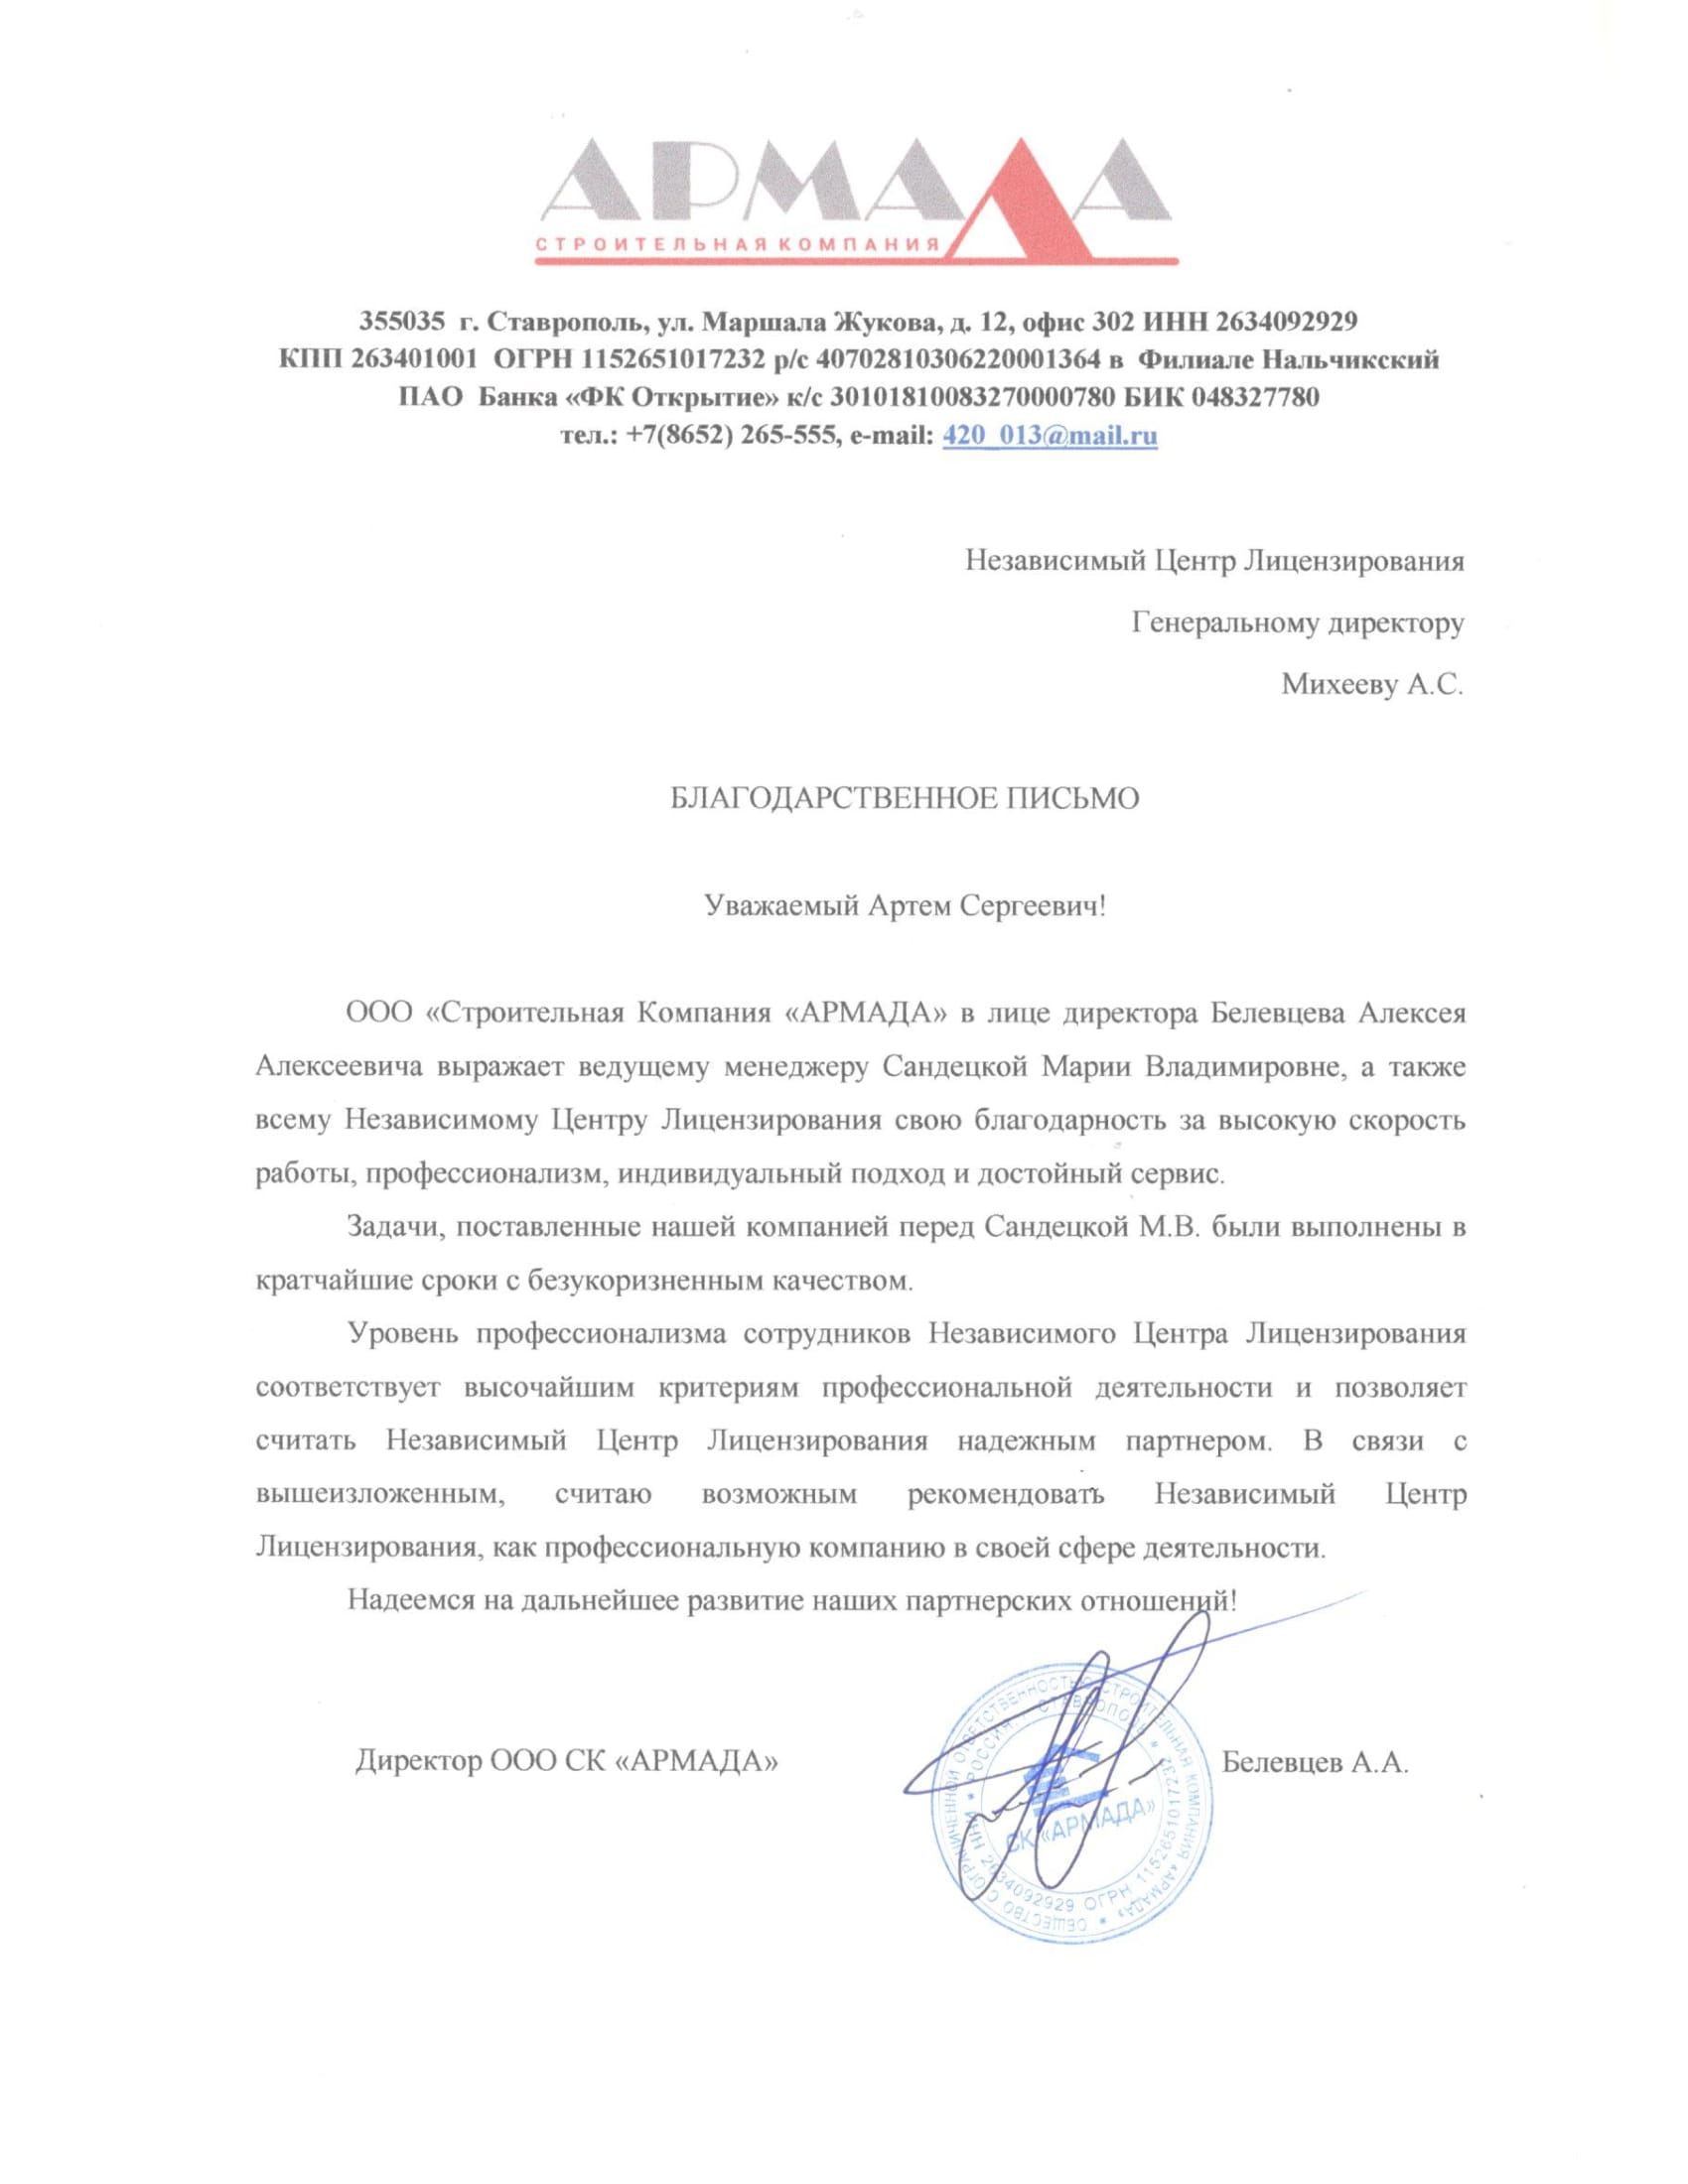 АРМАДА
СТРОИТЕЛЬНАЯ КОМПАНИЯ
355035 г. Ставрополь, ул. Маршала Жукова, д. 12, офис 302 ИНН 2634092929
КПП 263401001 ОГРН 1152651017232 р/с 40702810306220001364 в Филиале Нальчикский
ПАО Банка «ФК Открытие» к/с 30101810083270000780 БИК 048327780
тел.: +7(8652) 265-555, e-mail: 420_013@mail.ru
Независимый Центр Лицензирования
Генеральному директору
Михееву А.С.
БЛАГОДАРСТВЕННОЕ ПИСЬМО
Уважаемый Артем Сергеевич!
ООО «Строительная Компания «АРМАДА» в лице директора Белевцева Алексея
Алексеевича выражает ведущему менеджеру Сандецкой Марии Владимировне, а также
всему Независимому Центру Лицензирования свою благодарность за высокую скорость
работы, профессионализм, индивидуальный подход и достойный сервис.
Задачи, поставленные нашей компанией перед Сандецкой М.В. были выполнены в
кратчайшие сроки с безукоризненным качеством.
Уровень профессионализма сотрудников Независимого Центра Лицензирования
соответствует высочайшим критериям профессиональной деятельности и позволяет
считать Независимый Центр Лицензирования надежным партнером. В связи с
вышеизложенным, считаю возможным рекомендовать Независимый Центр
Лицензирования, как профессиональную компанию в своей сфере деятельности.
Надеемся на дальнейшее развитие наших партнерских отношений!
Директор ООО СК «АРМАДА»
Белевцев А.А.
ОБЩЕСТВО С ОГРАНИЧЕННОЙ ОТВЕТСТВЕННОСТЬЮ СТРОИТЕЛЬНАЯ КОМПАНИЯ «АРМАДА»
РОССИЯ, Г. СТАВРОПОЛЬ
ИНН 2634092929 ОГРН 1152651017232
СК «АРМАДА»